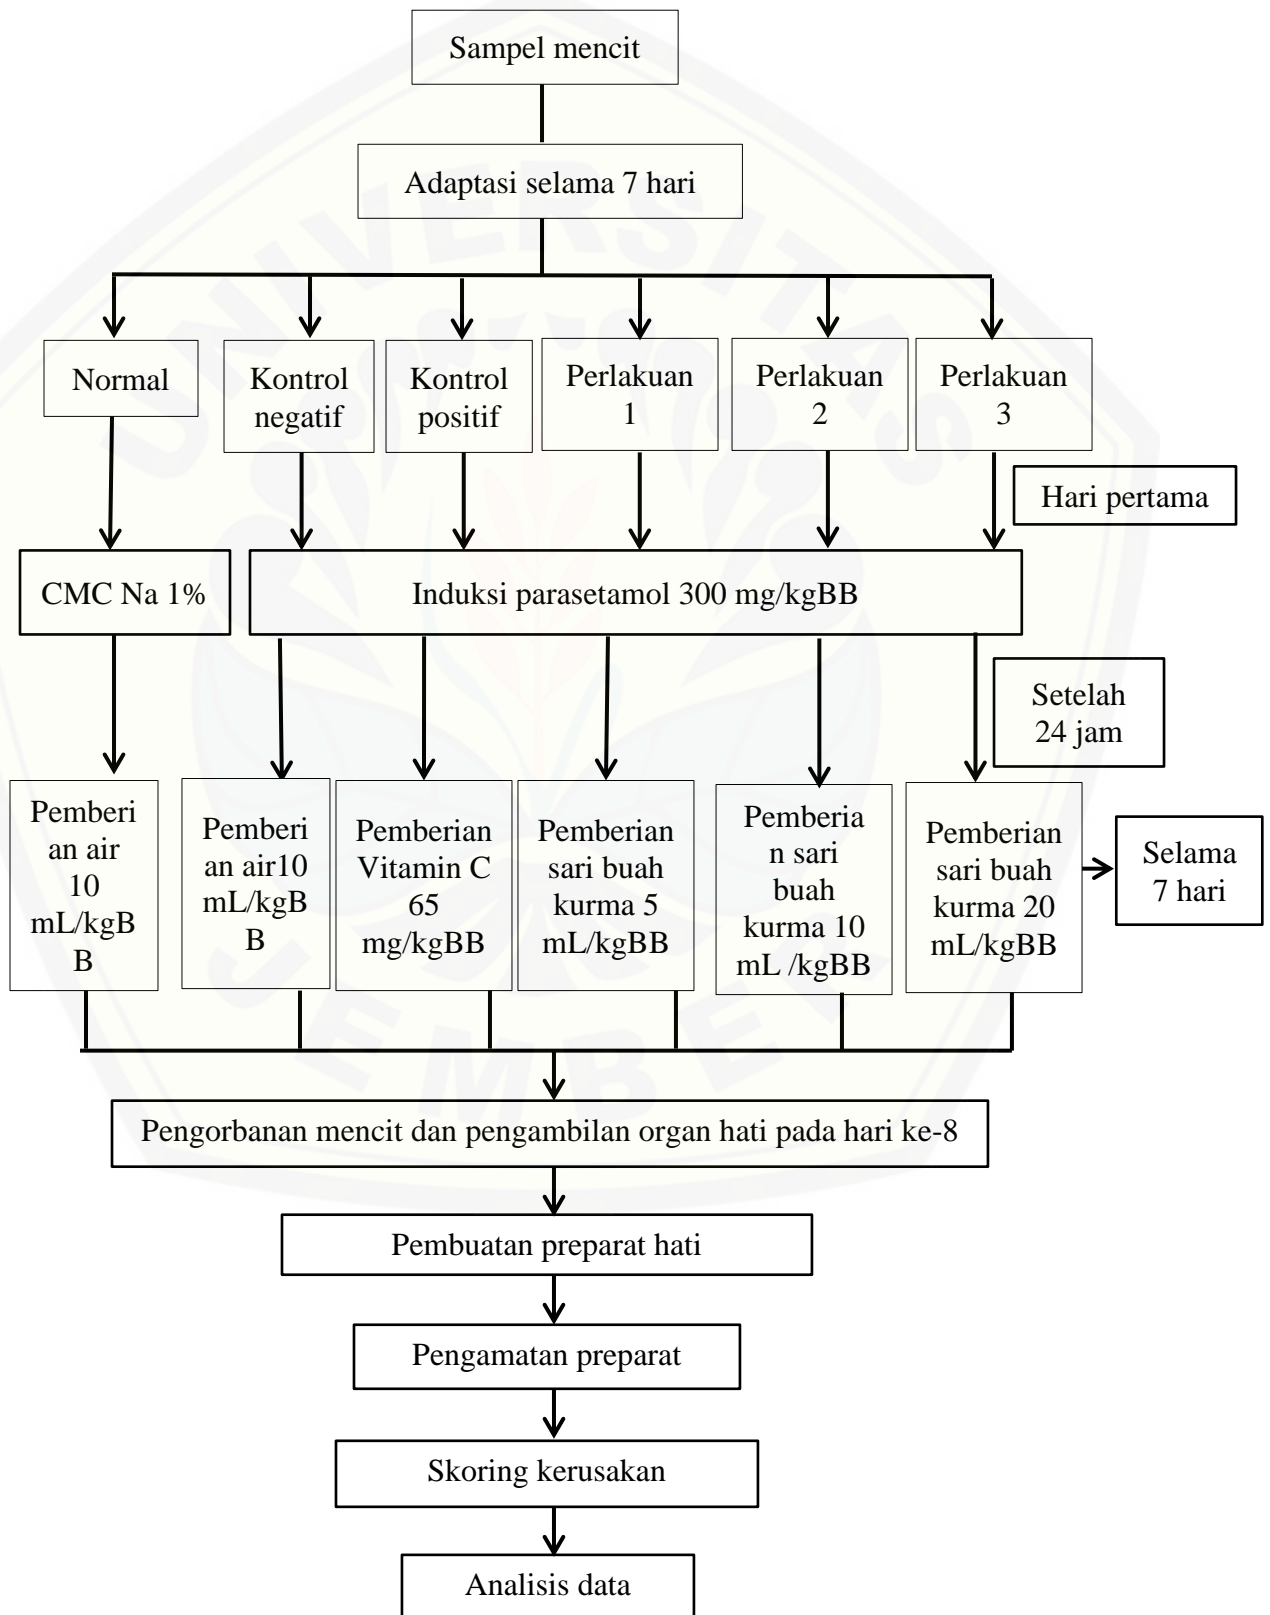 Sampel mencit
Adaptasi selama 7 hari
Normal
Kontrol
negatif
Kontrol
positif
Perlakuan
1
Perlakuan
2
Perlakuan
3
Hari pertama
CMC Na 1%
Induksi parasetamol 300 mg/kgBB
Setelah
24 jam
Pemberi
an air
10
mL/kgB
B
Pemberi
an air10
mL/kgB
B
Pemberian
Vitamin C
65
mg/kgBB
Pemberian
sari buah
kurma 5
mL/kgBB
Pemberia
n sari
buah
kurma 10
mL /kgBB
Pemberian
sari buah
kurma 20
mL/kgBB
Selama
7 hari
Pengorbanan mencit dan pengambilan organ hati pada hari ke-8
Pembuatan preparat hati
Pengamatan preparat
Skoring kerusakan
Analisis data
UNIVERSITAS
JEMBER